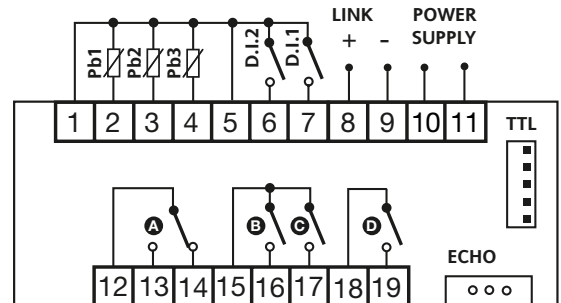 LINK POWER
+ - SUPPLY
Pb1 Pb2 Pb3 D.I.2 D.I.1
1 2 3 4 5 6 7 8 9 10 11
TTL
A B C D
ECHO
12 13 14 15 16 17 18 19